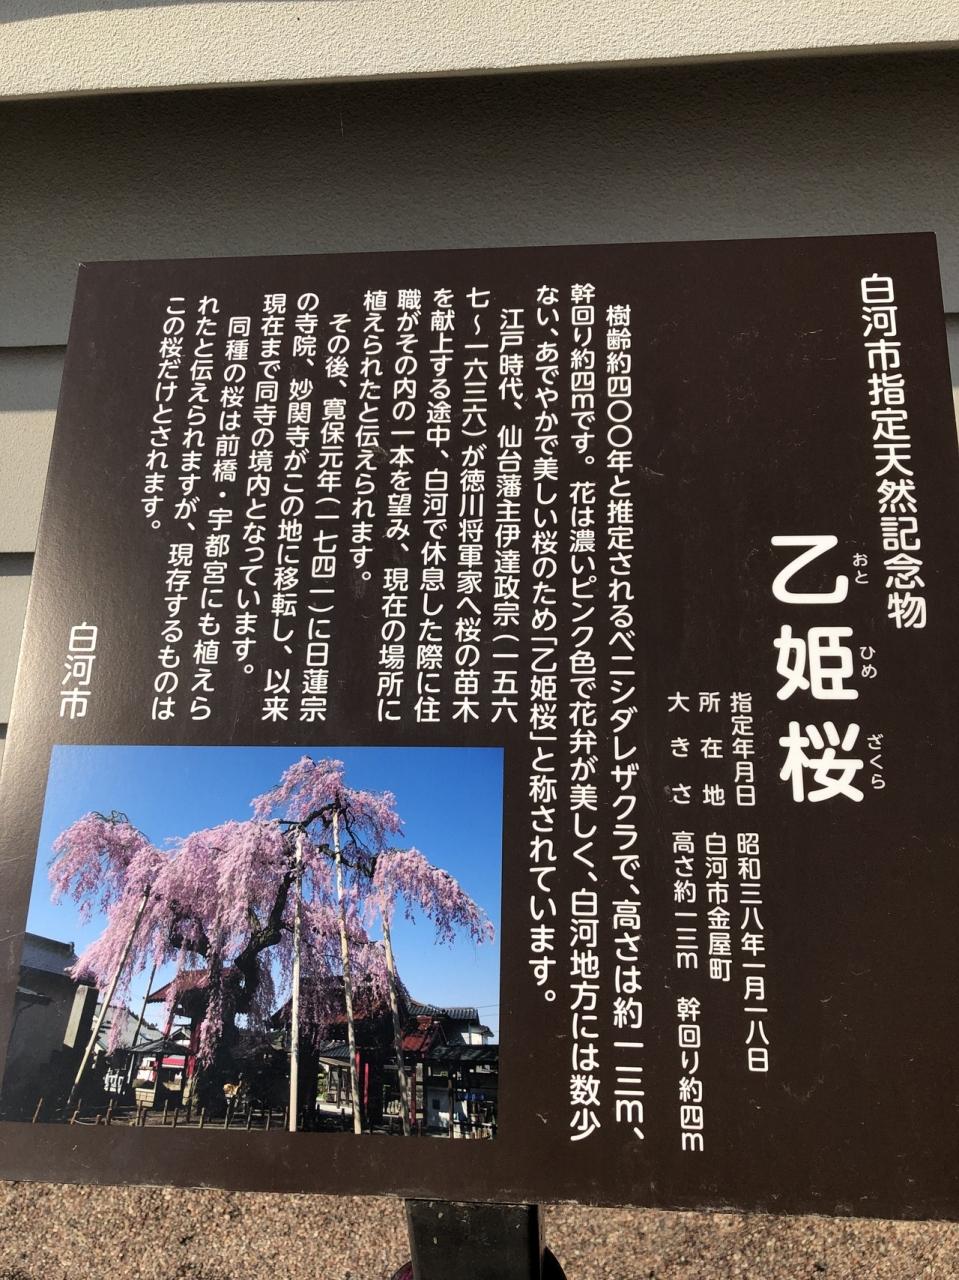 白河市指定天然記念物
乙姫桜
おとひめざくら
指定年月日 昭和三八年一月一八日
所在地 白河市金屋町
大きさ 高さ約一三m 幹回り約四m
樹齢約四〇〇年と推定されるベニシダレザクラで、高さは約一三m、
幹回り約四mです。花は濃いピンク色で花弁が美しく、白河地方には数少
ない、あでやかで美しい桜のため「乙姫桜」と称されています。
江戸時代、仙台藩主伊達政宗(一五六
七〜一六三六)が徳川将軍家へ桜の苗木
を献上する途中、白河で休息した際に住
職がその内の一本を望み、現在の場所に
植えられたと伝えられます。
その後、寛保元年(一七四一)に日蓮宗
の寺院、妙関寺がこの地に移転し、以来
現在まで同寺の境内となっています。
同種の桜は前橋・宇都宮にも植えら
れたと伝えられますが、現存するものは
この桜だけとされます。
白河市